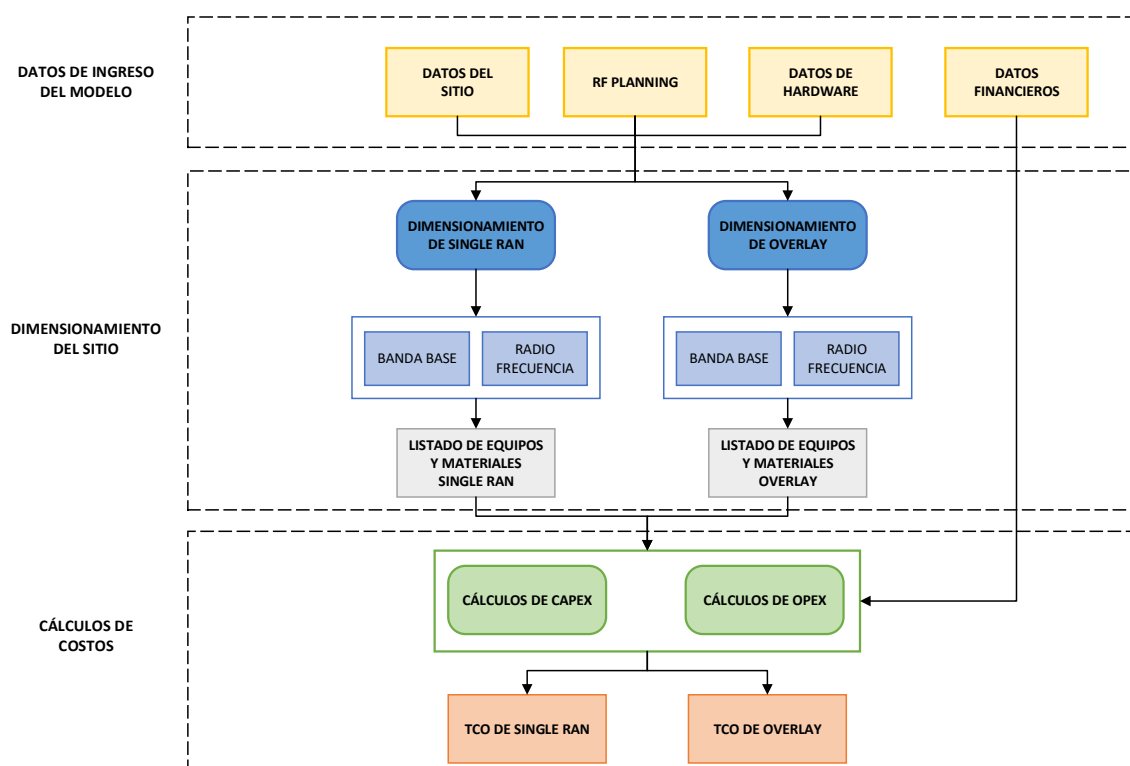 DATOS DE INGRESO
DEL MODELO
DATOS DEL
SITIO
RF PLANNING
DATOS DE
HARDWARE
DATOS
FINANCIEROS
DIMENSIONAMIENTO
DEL SITIO
DIMENSIONAMIENTO
DE SINGLE RAN
DIMENSIONAMIENTO
DE OVERLAY
BANDA BASE
RADIO
FRECUENCIA
BANDA BASE
RADIO
FRECUENCIA
LISTADO DE EQUIPOS
Y MATERIALES
SINGLE RAN
LISTADO DE EQUIPOS
Y MATERIALES
OVERLAY
CÁLCULOS DE
COSTOS
CÁLCULOS DE CAPEX
CÁLCULOS DE OPEX
TCO DE SINGLE RAN
TCO DE OVERLAY